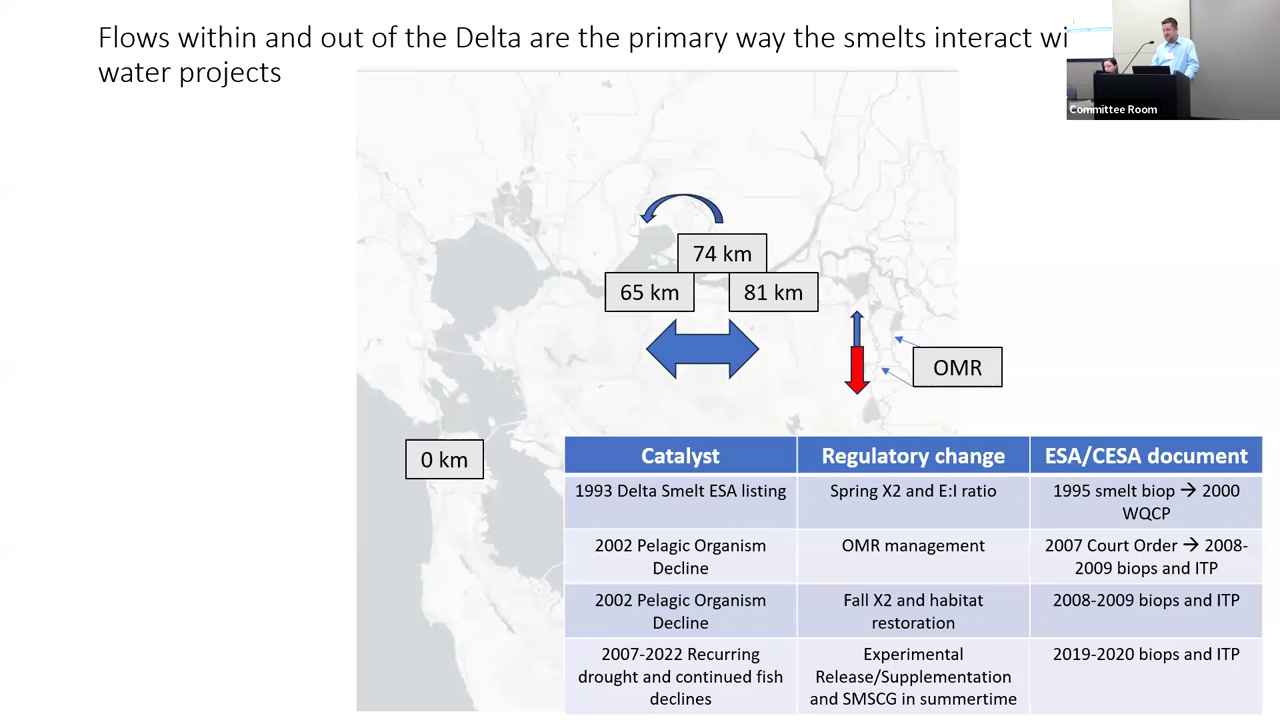 Flows within and out of the Delta are the primary way the smelts interact wi
water projects
Committee Room
74 km
65 km
81 km
OMR
0 km
Catalyst
Regulatory change
ESA/CESA document
1993 Delta Smelt ESA listing
Spring X2 and E:I ratio
1995 smelt biop → 2000
WQCP
2002 Pelagic Organism
Decline
OMR management
2007 Court Order → 2008-
2009 biops and ITP
2002 Pelagic Organism
Decline
Fall X2 and habitat
restoration
2008-2009 biops and ITP
2007-2022 Recurring
drought and continued fish
declines
Experimental
Release/Supplementation
and SMSCG in summertime
2019-2020 biops and ITP